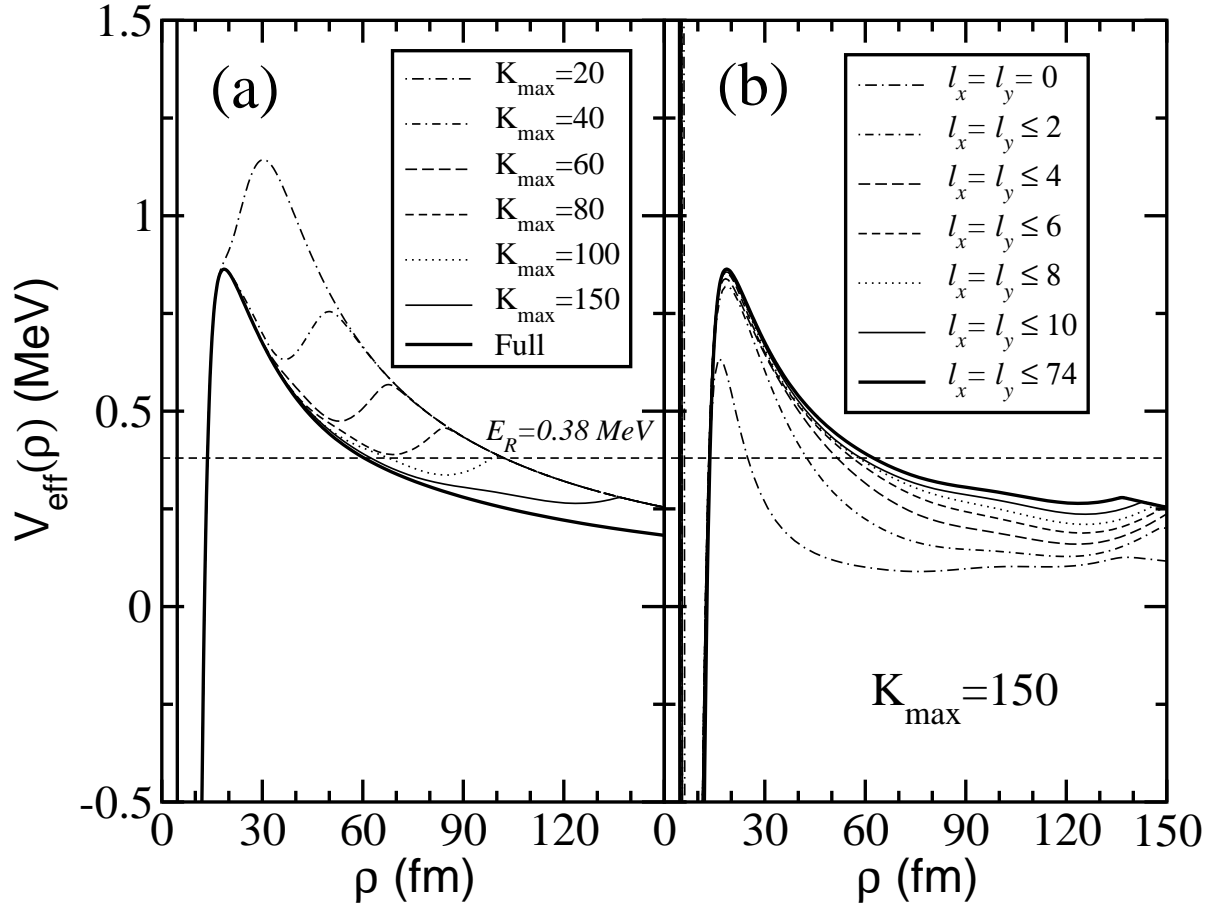 V_eff(ρ) (MeV)
1.5
1
0.5
0
-0.5
(a)
K_max=20
K_max=40
K_max=60
K_max=80
K_max=100
K_max=150
Full
E_R=0.38 MeV
0 30 60 90 120
ρ (fm)
(b)
l_x= l_y= 0
l_x= l_y ≤ 2
l_x= l_y ≤ 4
l_x= l_y ≤ 6
l_x= l_y ≤ 8
l_x= l_y ≤ 10
l_x= l_y ≤ 74
K_max=150
0 30 60 90 120 150
ρ (fm)